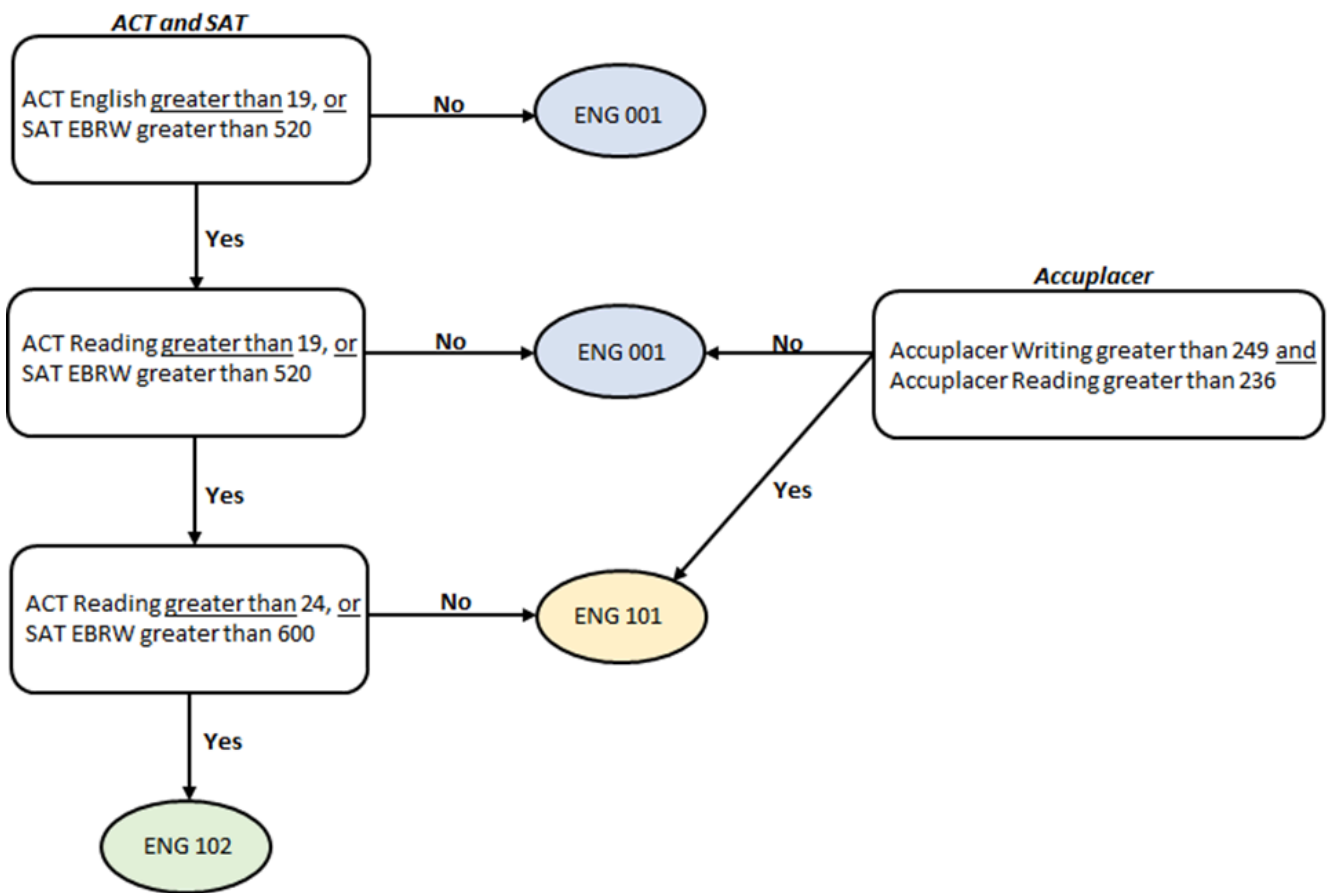 ACT and SAT
ACT English greater than 19, or
SAT EBRW greater than 520
No
ENG 001
Yes
Accuplacer
ACT Reading greater than 19, or
SAT EBRW greater than 520
No
ENG 001
No
Accuplacer Writing greater than 249 and
Accuplacer Reading greater than 236
Yes
Yes
ACT Reading greater than 24, or
SAT EBRW greater than 600
No
ENG 101
Yes
ENG 102